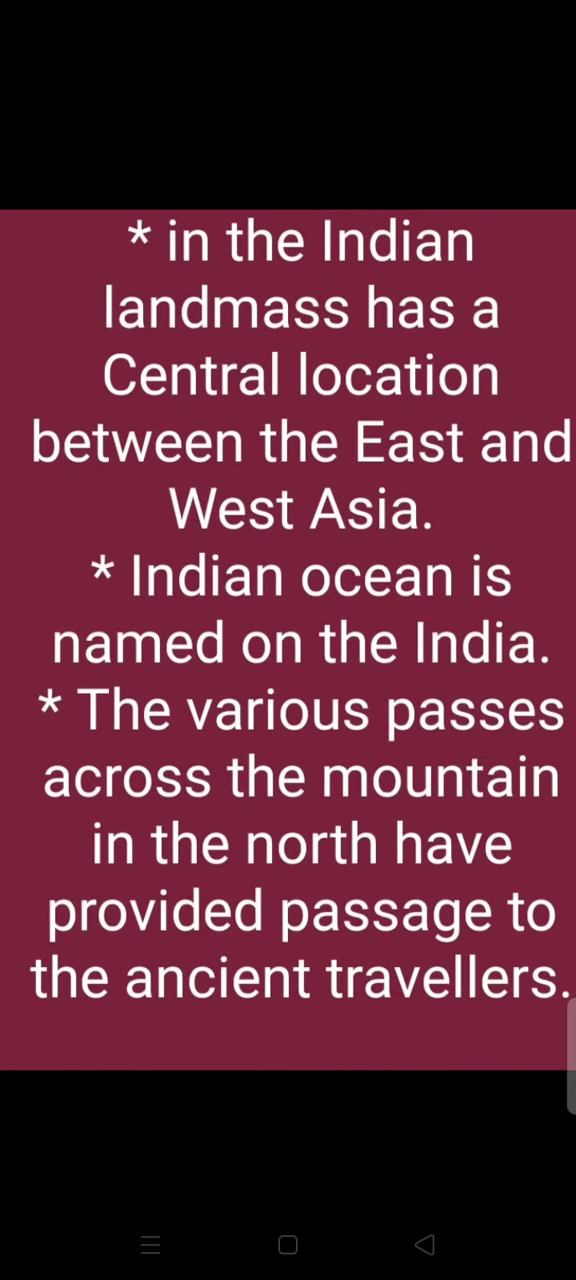 * in the Indian
landmass has a
Central location
between the East and
West Asia.
* Indian ocean is
named on the India.
* The various passes
across the mountain
in the north have
provided passage to
the ancient travellers.